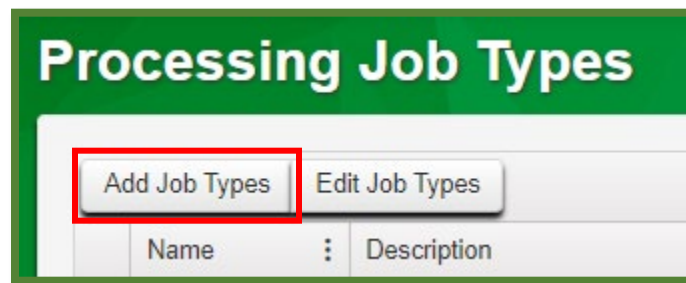 Processing Job Types
Add Job Types Edit Job Types
Name Description